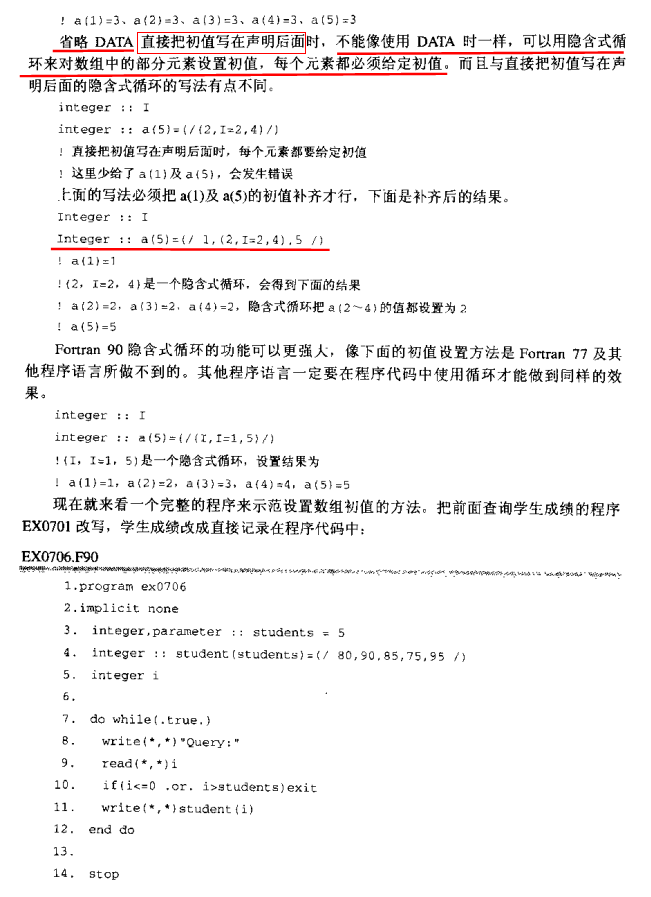 ! a(1)=3、a(2)=3、a(3)=3、a(4)=3、a(5)=3
省略 DATA 直接把初值写在声明后面时，不能像使用 DATA 时一样，可以用隐含式循
环来对数组中的部分元素设置初值，每个元素都必须给定初值。而且与直接把初值写在声
明后面的隐含式循环的写法有点不同。
integer :: I
integer :: a(5)=(/(2,I=2,4)/)
! 直接把初值写在声明后面时，每个元素都要给定初值
! 这里少给了 a(1)及 a(5)，会发生错误
上面的写法必须把 a(1)及 a(5)的初值补齐才行，下面是补齐后的结果。
Integer :: I
Integer :: a(5)=(/ 1,(2,I=2,4),5 /)
! a(1)=1
!(2, I=2, 4)是一个隐含式循环，会得到下面的结果
! a(2)=2, a(3)=2, a(4)=2, 隐含式循环把 a(2～4)的值都设置为 2
! a(5)=5
Fortran 90 隐含式循环的功能可以更强大，像下面的初值设置方法是 Fortran 77 及其
他程序语言所做不到的。其他程序语言一定要在程序代码中使用循环才能做到同样的效
果。
integer :: I
integer :: a(5)=(/(I,I=1,5)/)
!(I, I=1, 5)是一个隐含式循环，设置结果为
! a(1)=1, a(2)=2, a(3)=3, a(4)=4, a(5)=5
现在就来看一个完整的程序来示范设置数组初值的方法。把前面查询学生成绩的程序
EX0701 改写，学生成绩改成直接记录在程序代码中：
EX0706.F90
1.program ex0706
2.implicit none
3. integer,parameter :: students = 5
4. integer :: student(students)=(/ 80,90,85,75,95 /)
5. integer i
6.
7. do while(.true.)
8. write(*,*)"Query:"
9. read(*,*)i
10. if(i<=0 .or. i>students)exit
11. write(*,*)student(i)
12. end do
13.
14. stop